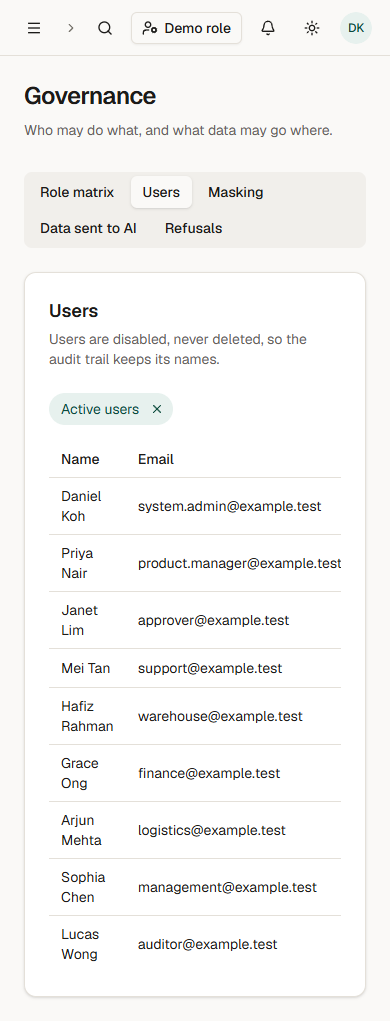 Demo role
DK
Governance
Who may do what, and what data may go where.
Role matrix
Users
Masking
Data sent to AI
Refusals
Users
Users are disabled, never deleted, so the
audit trail keeps its names.
Active users
Name
Email
Daniel
Koh
system.admin@example.test
Priya
Nair
product.manager@example.test
Janet
Lim
approver@example.test
Mei Tan
support@example.test
Hafiz
Rahman
warehouse@example.test
Grace
Ong
finance@example.test
Arjun
Mehta
logistics@example.test
Sophia
Chen
management@example.test
Lucas
Wong
auditor@example.test